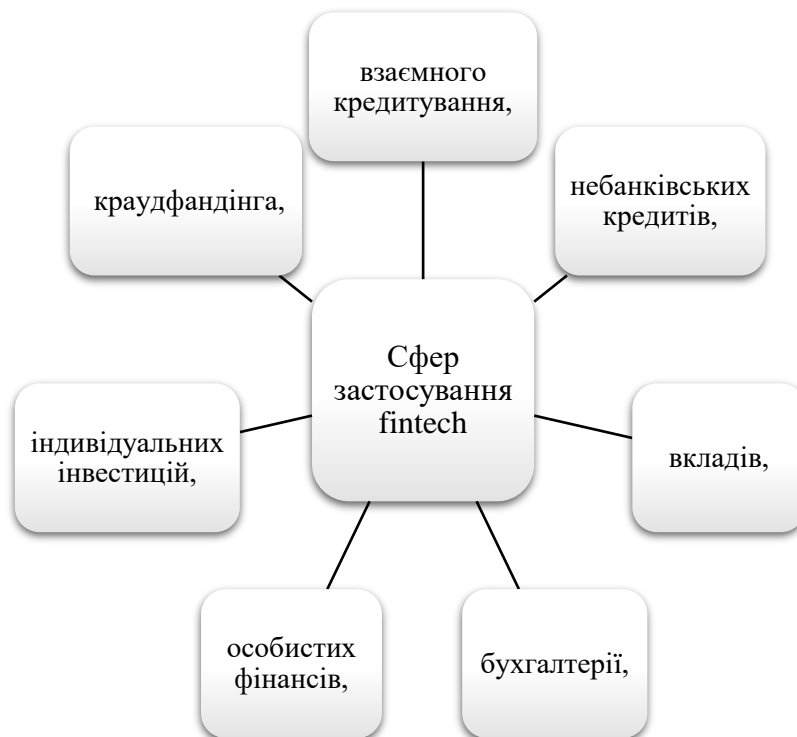 взаємного
кредитування,
небанківських
кредитів,
краудфандінга,
Сфер
застосування
fintech
індивідуальних
інвестицій,
вкладів,
особистих
фінансів,
бухгалтерії,